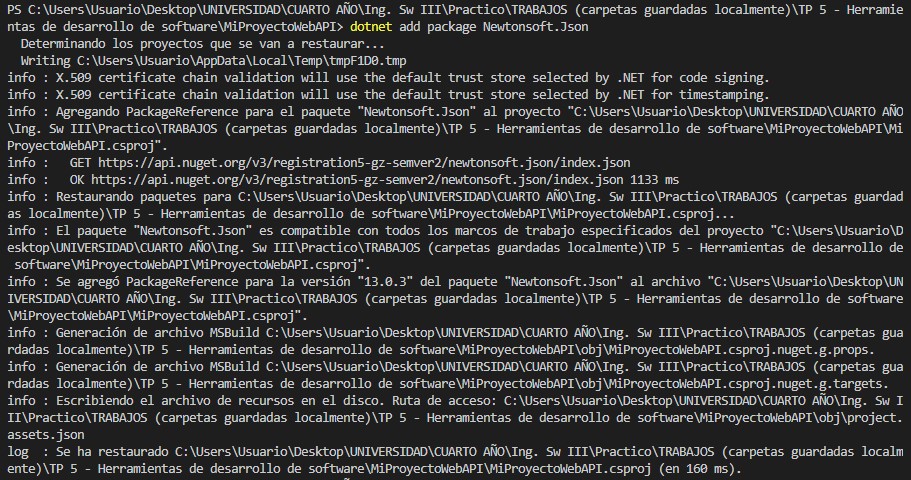 PS C:\Users\Usuario\Desktop\UNIVERSIDAD\CUARTO AÑO\Ing. Sw III\Practico\TRABAJOS (carpetas guardadas localmente)\TP 5 - Herramie
ntas de desarrollo de software\MiProyectoWebAPI> dotnet add package Newtonsoft.Json
  Determinando los proyectos que se van a restaurar...
  Writing C:\Users\Usuario\AppData\Local\Temp\tmpF1D0.tmp
info : X.509 certificate chain validation will use the default trust store selected by .NET for code signing.
info : X.509 certificate chain validation will use the default trust store selected by .NET for timestamping.
info : Agregando PackageReference para el paquete "Newtonsoft.Json" al proyecto "C:\Users\Usuario\Desktop\UNIVERSIDAD\CUARTO AÑO
\Ing. Sw III\Practico\TRABAJOS (carpetas guardadas localmente)\TP 5 - Herramientas de desarrollo de software\MiProyectoWebAPI\Mi
ProyectoWebAPI.csproj".
info :   GET https://api.nuget.org/v3/registration5-gz-semver2/newtonsoft.json/index.json
info :   OK https://api.nuget.org/v3/registration5-gz-semver2/newtonsoft.json/index.json 1133 ms
info : Restaurando paquetes para C:\Users\Usuario\Desktop\UNIVERSIDAD\CUARTO AÑO\Ing. Sw III\Practico\TRABAJOS (carpetas guardad
as localmente)\TP 5 - Herramientas de desarrollo de software\MiProyectoWebAPI\MiProyectoWebAPI.csproj...
info : El paquete "Newtonsoft.Json" es compatible con todos los marcos de trabajo especificados del proyecto "C:\Users\Usuario\D
esktop\UNIVERSIDAD\CUARTO AÑO\Ing. Sw III\Practico\TRABAJOS (carpetas guardadas localmente)\TP 5 - Herramientas de desarrollo de
 software\MiProyectoWebAPI\MiProyectoWebAPI.csproj".
info : Se agregó PackageReference para la versión "13.0.3" del paquete "Newtonsoft.Json" al archivo "C:\Users\Usuario\Desktop\UN
IVERSIDAD\CUARTO AÑO\Ing. Sw III\Practico\TRABAJOS (carpetas guardadas localmente)\TP 5 - Herramientas de desarrollo de software
\MiProyectoWebAPI\MiProyectoWebAPI.csproj".
info : Generación de archivo MSBuild C:\Users\Usuario\Desktop\UNIVERSIDAD\CUARTO AÑO\Ing. Sw III\Practico\TRABAJOS (carpetas gua
rdadas localmente)\TP 5 - Herramientas de desarrollo de software\MiProyectoWebAPI\obj\MiProyectoWebAPI.csproj.nuget.g.props.
info : Generación de archivo MSBuild C:\Users\Usuario\Desktop\UNIVERSIDAD\CUARTO AÑO\Ing. Sw III\Practico\TRABAJOS (carpetas gua
rdadas localmente)\TP 5 - Herramientas de desarrollo de software\MiProyectoWebAPI\obj\MiProyectoWebAPI.csproj.nuget.g.targets.
info : Escribiendo el archivo de recursos en el disco. Ruta de acceso: C:\Users\Usuario\Desktop\UNIVERSIDAD\CUARTO AÑO\Ing. Sw I
II\Practico\TRABAJOS (carpetas guardadas localmente)\TP 5 - Herramientas de desarrollo de software\MiProyectoWebAPI\obj\project.
assets.json
log  : Se ha restaurado C:\Users\Usuario\Desktop\UNIVERSIDAD\CUARTO AÑO\Ing. Sw III\Practico\TRABAJOS (carpetas guardadas localm
ente)\TP 5 - Herramientas de desarrollo de software\MiProyectoWebAPI\MiProyectoWebAPI.csproj (en 160 ms).